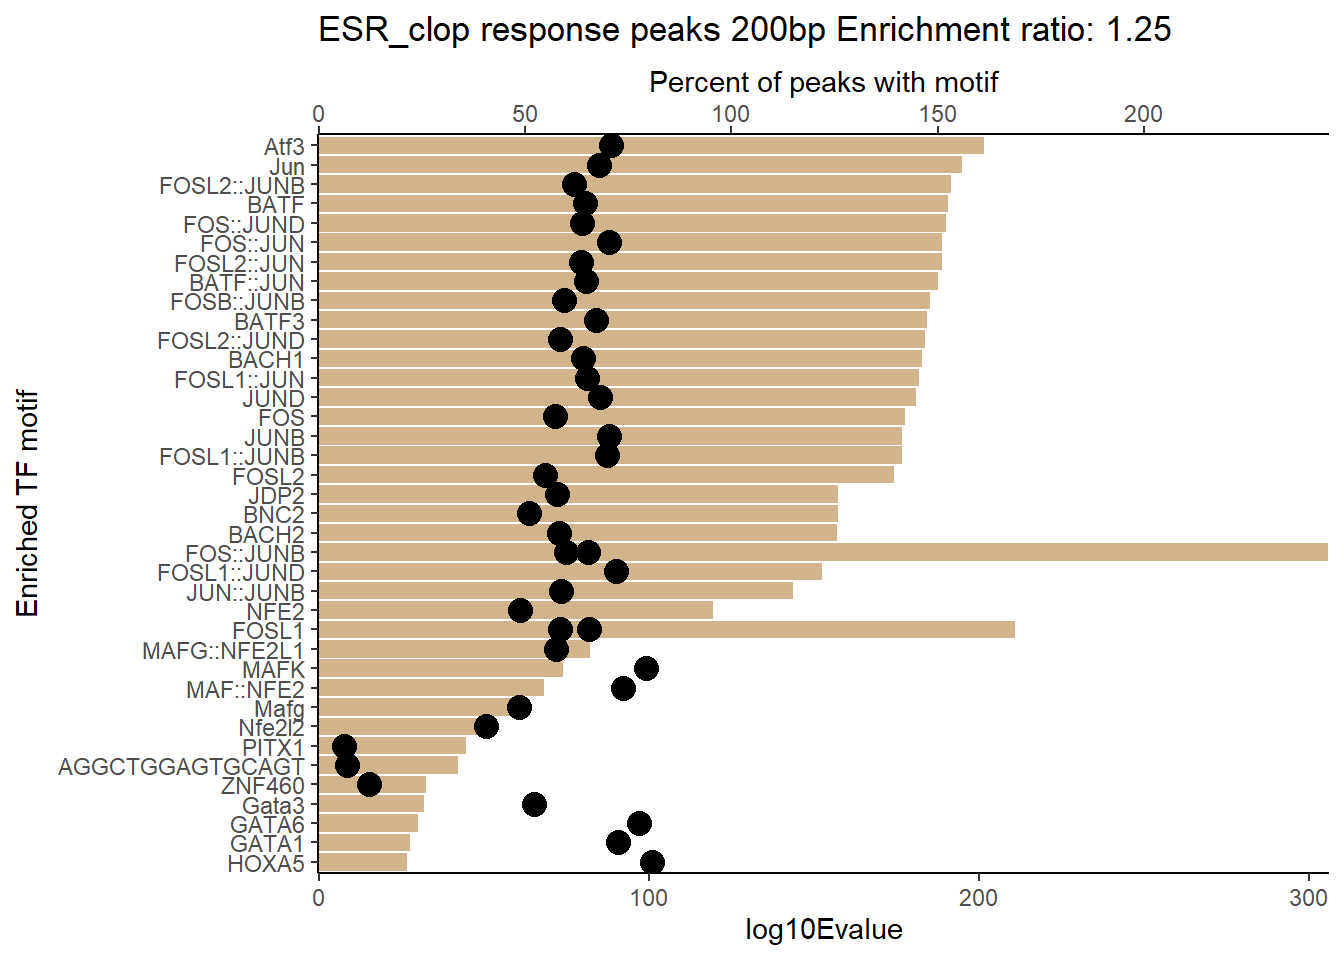 ESR_clop response peaks 200bp Enrichment ratio: 1.25
Percent of peaks with motif
0 50 100 150 200
Atf3
Jun
FOSL2::JUNB
BATF
FOS::JUND
FOS::JUN
FOSL2::JUN
BATF::JUN
FOSB::JUNB
BATF3
FOSL2::JUND
BACH1
FOSL1::JUN
JUND
FOS
JUNB
FOSL1::JUNB
FOSL2
JDP2
BNC2
BACH2
FOS::JUNB
FOSL1::JUND
JUN::JUNB
NFE2
FOSL1
MAFG::NFE2L1
MAFK
MAF::NFE2
Mafg
Nfe2l2
PITX1
AGGCTGGAGTGCAGT
ZNF460
Gata3
GATA6
GATA1
HOXA5
Enriched TF motif
0 100 200 300
log10Evalue